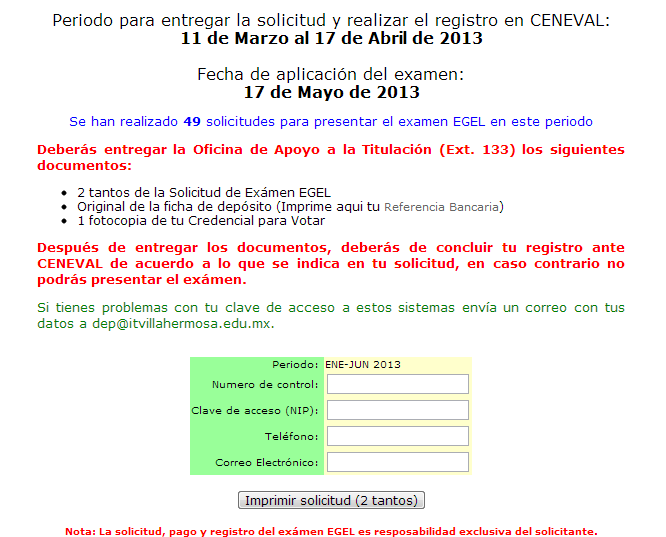 Periodo para entregar la solicitud y realizar el registro en CENEVAL:
11 de Marzo al 17 de Abril de 2013
Fecha de aplicación del examen:
17 de Mayo de 2013
Se han realizado 49 solicitudes para presentar el examen EGEL en este periodo
Deberás entregar la Oficina de Apoyo a la Titulación (Ext. 133) los siguientes
documentos:
• 2 tantos de la Solicitud de Exámen EGEL
• Original de la ficha de depósito (Imprime aqui tu Referencia Bancaria)
• 1 fotocopia de tu Credencial para Votar
Después de entregar los documentos, deberás de concluir tu registro ante
CENEVAL de acuerdo a lo que se indica en tu solicitud, en caso contrario no
podrás presentar el exámen.
Si tienes problemas con tu clave de acceso a estos sistemas envía un correo con tus
datos a dep@itvillahermosa.edu.mx.
Periodo: ENE-JUN 2013
Numero de control:
Clave de acceso (NIP):
Teléfono:
Correo Electrónico:
Imprimir solicitud (2 tantos)
Nota: La solicitud, pago y registro del exámen EGEL es resposabilidad exclusiva del solicitante.